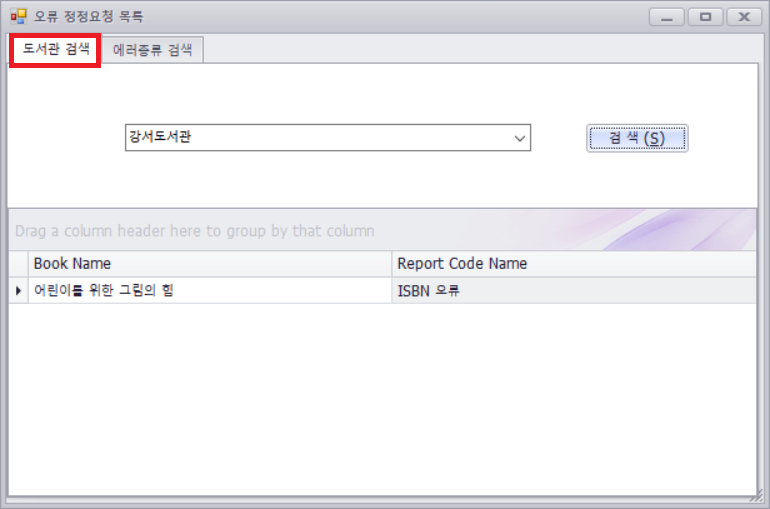 오류 정정요청 목록
도서관 검색 에러종류 검색
강서도서관 검 색 (S)
Drag a column header here to group by that column
Book Name Report Code Name
어린이를 위한 그림의 힘 ISBN 오류